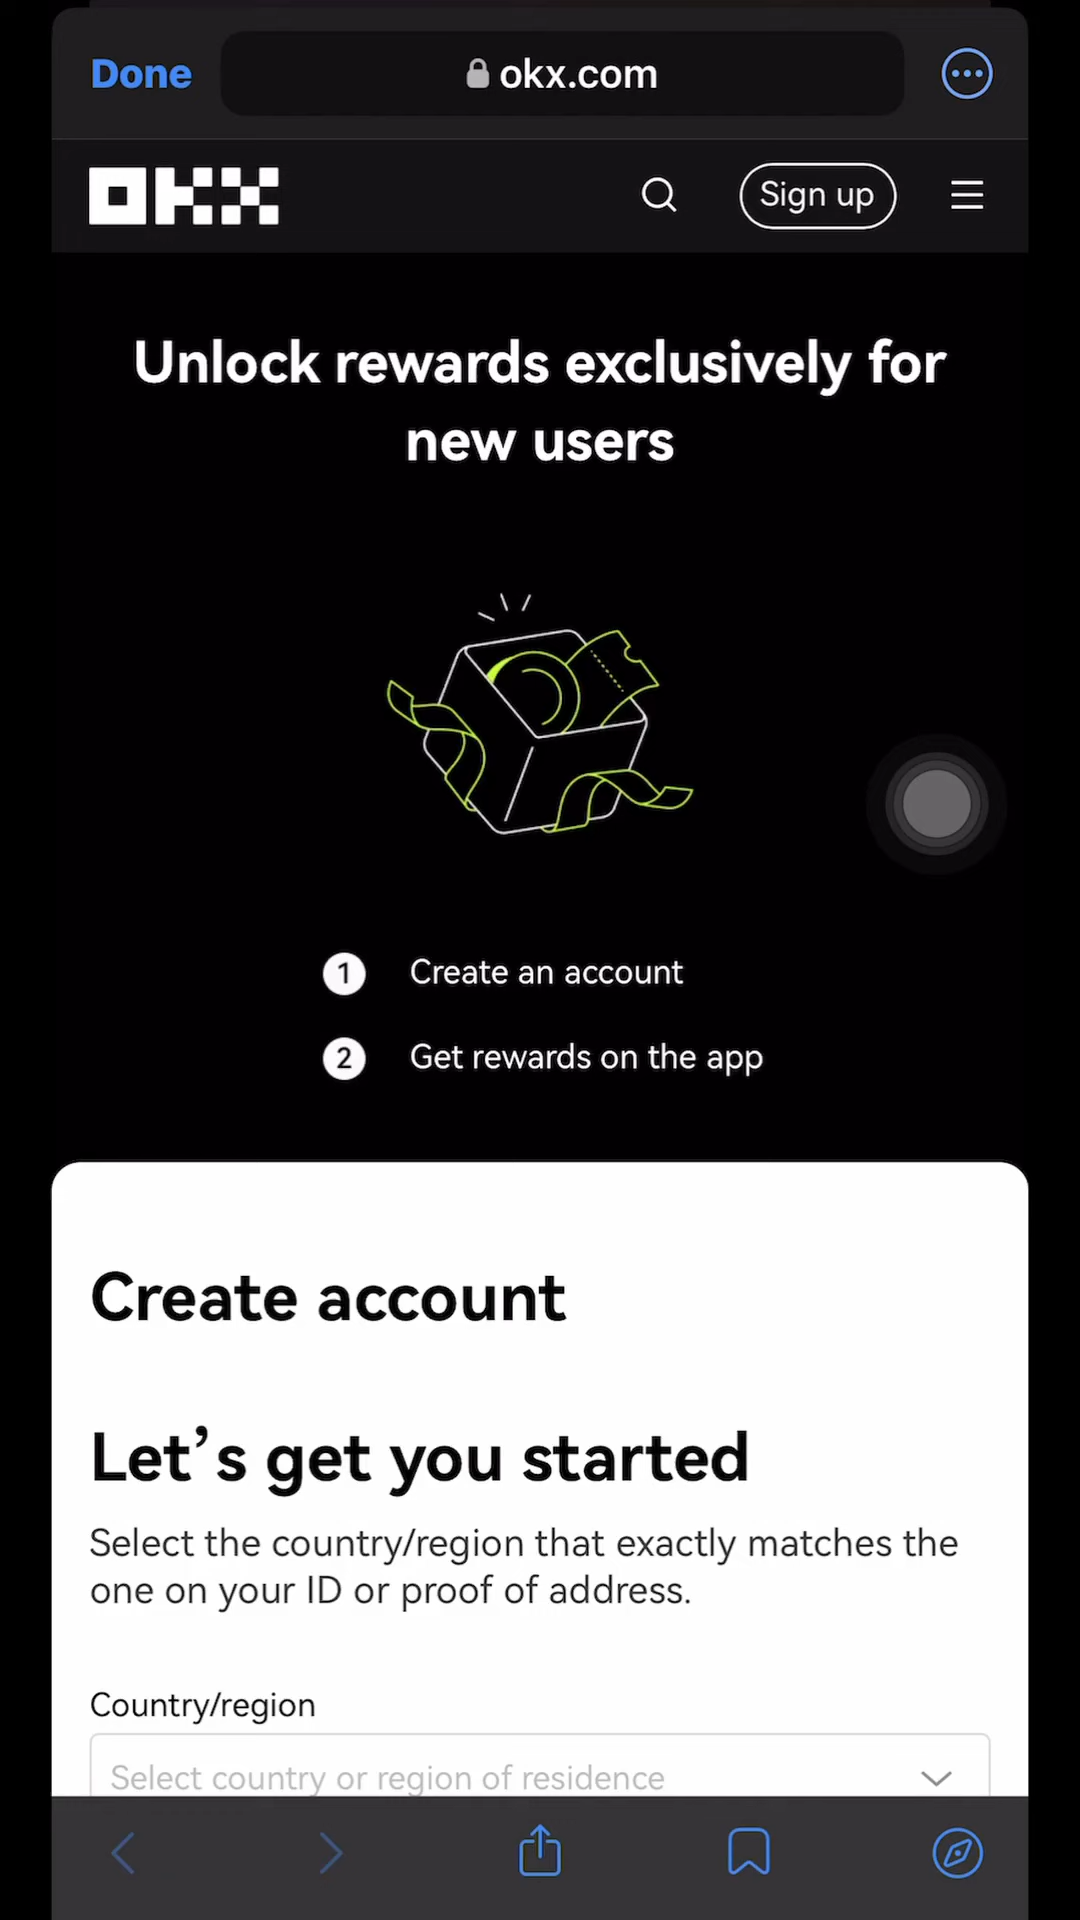 Done
okx.com
OKX
Sign up
Unlock rewards exclusively for
new users
1 Create an account
2 Get rewards on the app
Create account
Let’s get you started
Select the country/region that exactly matches the
one on your ID or proof of address.
Country/region
Select country or region of residence